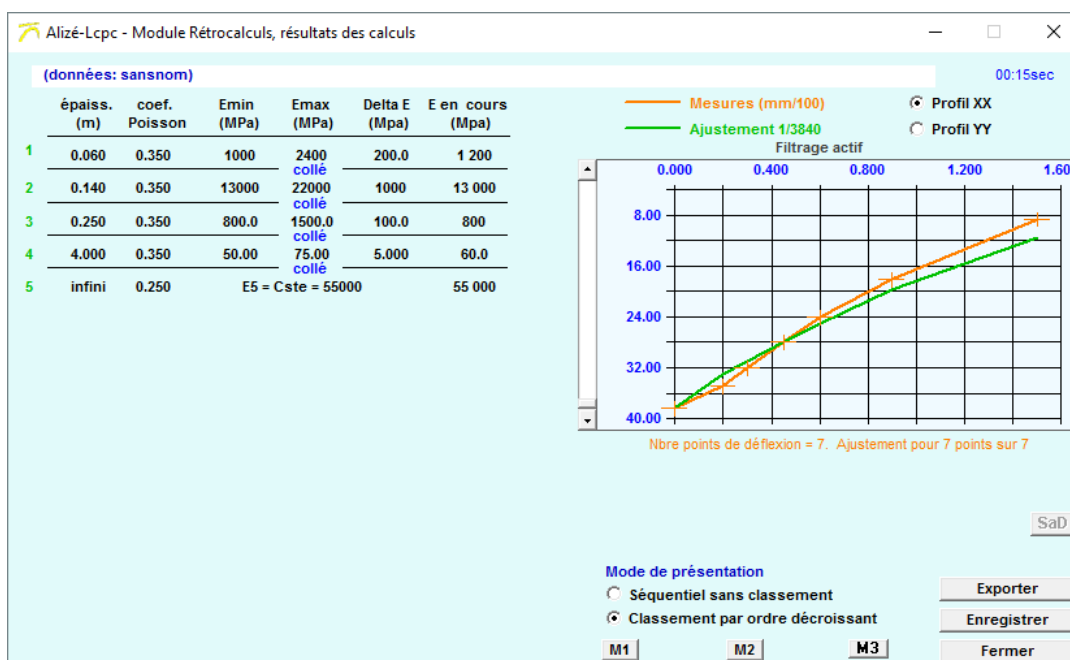 Alizé-Lcpc - Module Rétrocalculs, résultats des calculs
(données: sansnom)
00:15sec
épaiss. coef. Emin Emax Delta E E en cours
(m) Poisson (MPa) (MPa) (Mpa) (Mpa)
1 0.060 0.350 1000 2400 200.0 1 200
collé
2 0.140 0.350 13000 22000 1000 13 000
collé
3 0.250 0.350 800.0 1500.0 100.0 800
collé
4 4.000 0.350 50.00 75.00 5.000 60.0
collé
5 infini 0.250 E5 = Cste = 55000 55 000
Mesures (mm/100)
Profil XX
Ajustement 1/3840
Profil YY
Filtrage actif
0.000 0.400 0.800 1.200 1.60
8.00
16.00
24.00
32.00
40.00
Nbre points de déflexion = 7. Ajustement pour 7 points sur 7
SaD
Mode de présentation
Séquentiel sans classement
Classement par ordre décroissant
M1 M2 M3
Exporter
Enregistrer
Fermer